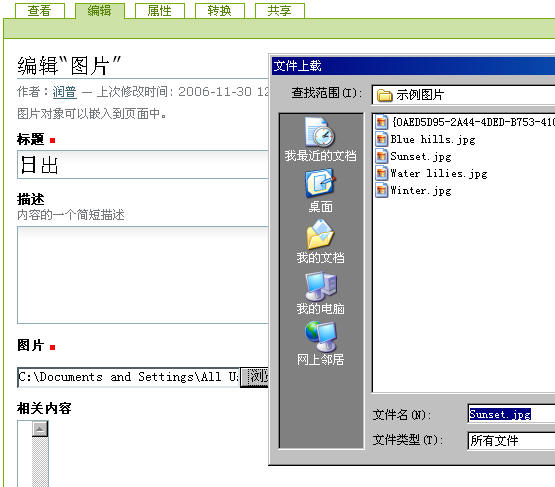 查看 编辑 属性 转换 共享
编辑“图片”
作者：润普 — 上次修改时间: 2006-11-30 12
图片对象可以嵌入到页面中。
标题
日出
描述
内容的一个简短描述
图片
C:\Documents and Settings\All U
相关内容
文件上载
查找范围(I):
示例图片
我最近的文档
桌面
我的文档
我的电脑
网上邻居
{0AED5D95-2A44-4DED-B753-41
Blue hills.jpg
Sunset.jpg
Water lilies.jpg
Winter.jpg
文件名(N):
Sunset.jpg
文件类型(T):
所有文件